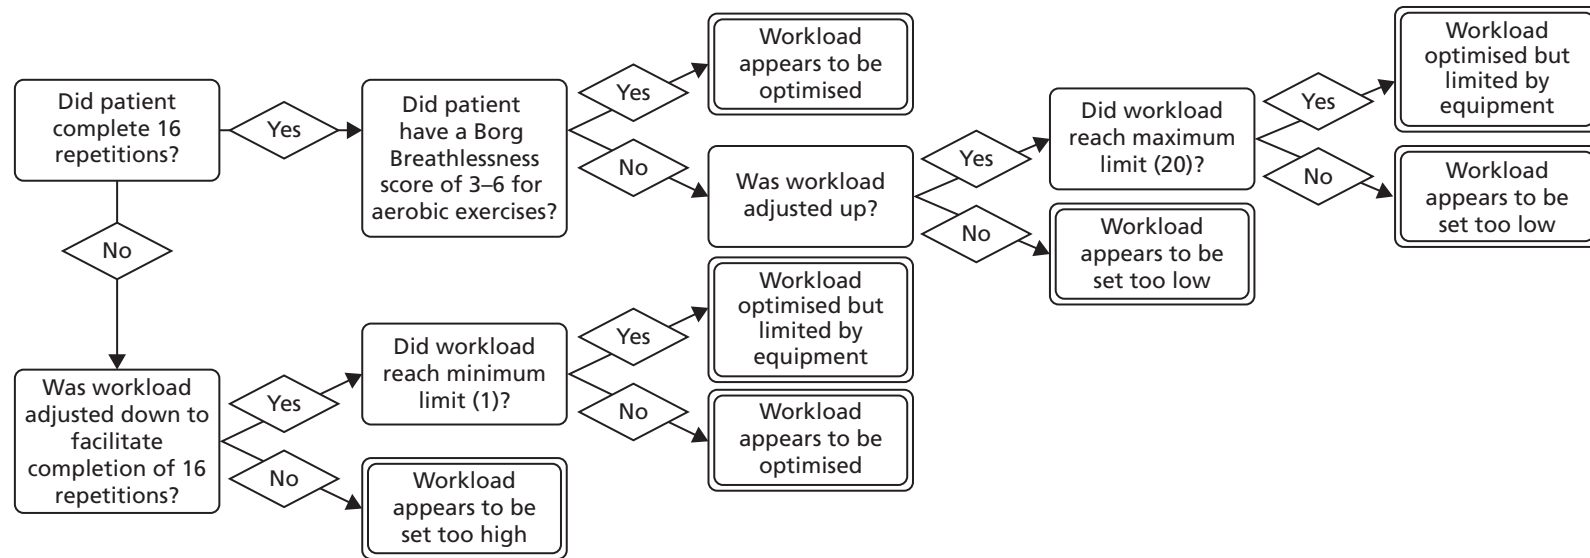 Did patient
complete 16
repetitions?
Yes
Did patient
have a Borg
Breathlessness
score of 3–6 for
aerobic exercises?
Yes
Workload
appears to be
optimised
No
Was workload
adjusted up?
Yes
Did workload
reach maximum
limit (20)?
Yes
Workload
optimised but
limited by
equipment
No
Workload
appears to be
set too low
No
Workload
appears to be
set too low
No
Was workload
adjusted down to
facilitate
completion of 16
repetitions?
Yes
Did workload
reach minimum
limit (1)?
Yes
Workload
optimised but
limited by
equipment
No
Workload
appears to be
optimised
No
Workload
appears to be
set too high